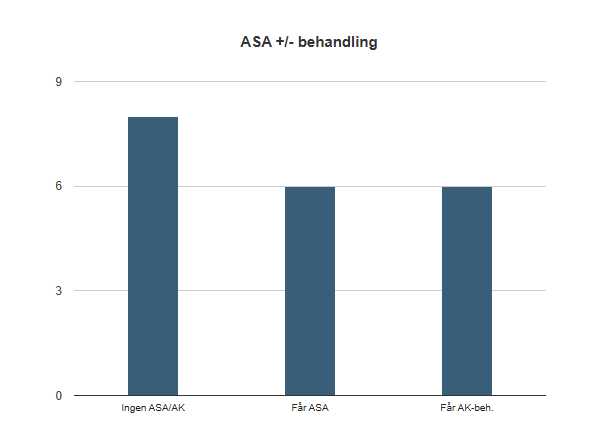 ASA +/- behandling
9
6
3
0
Ingen ASA/AK
Får ASA
Får AK-beh.